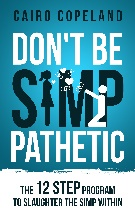 CAIRO COPELAND
DON'T BE
SIMP
PATHETIC
THE 12 STEP PROGRAM
TO SLAUGHTER THE SIMP WITHIN